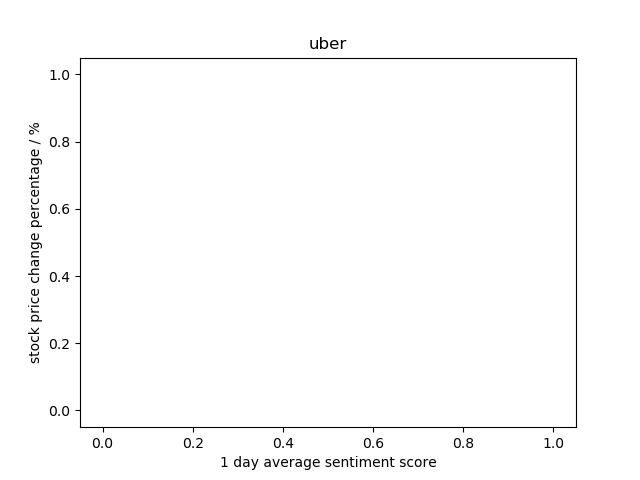 uber
stock price change percentage / %
1.0
0.8
0.6
0.4
0.2
0.0
0.0 0.2 0.4 0.6 0.8 1.0
1 day average sentiment score